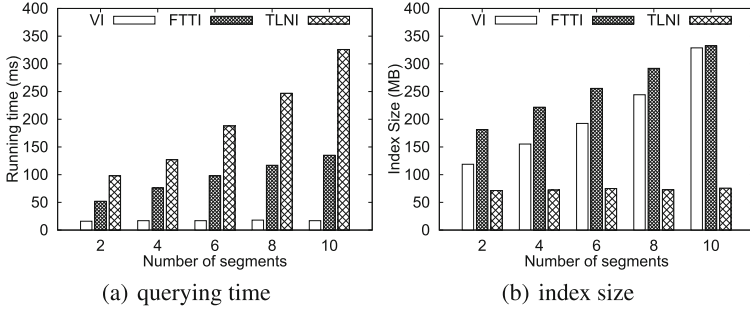 400
350
300
250
200
150
100
50
0
Running time (ms)
VI FTTI TLNI
2 4 6 8 10
Number of segments
(a) querying time
400
350
300
250
200
150
100
50
0
Index Size (MB)
VI FTTI TLNI
2 4 6 8 10
Number of segments
(b) index size